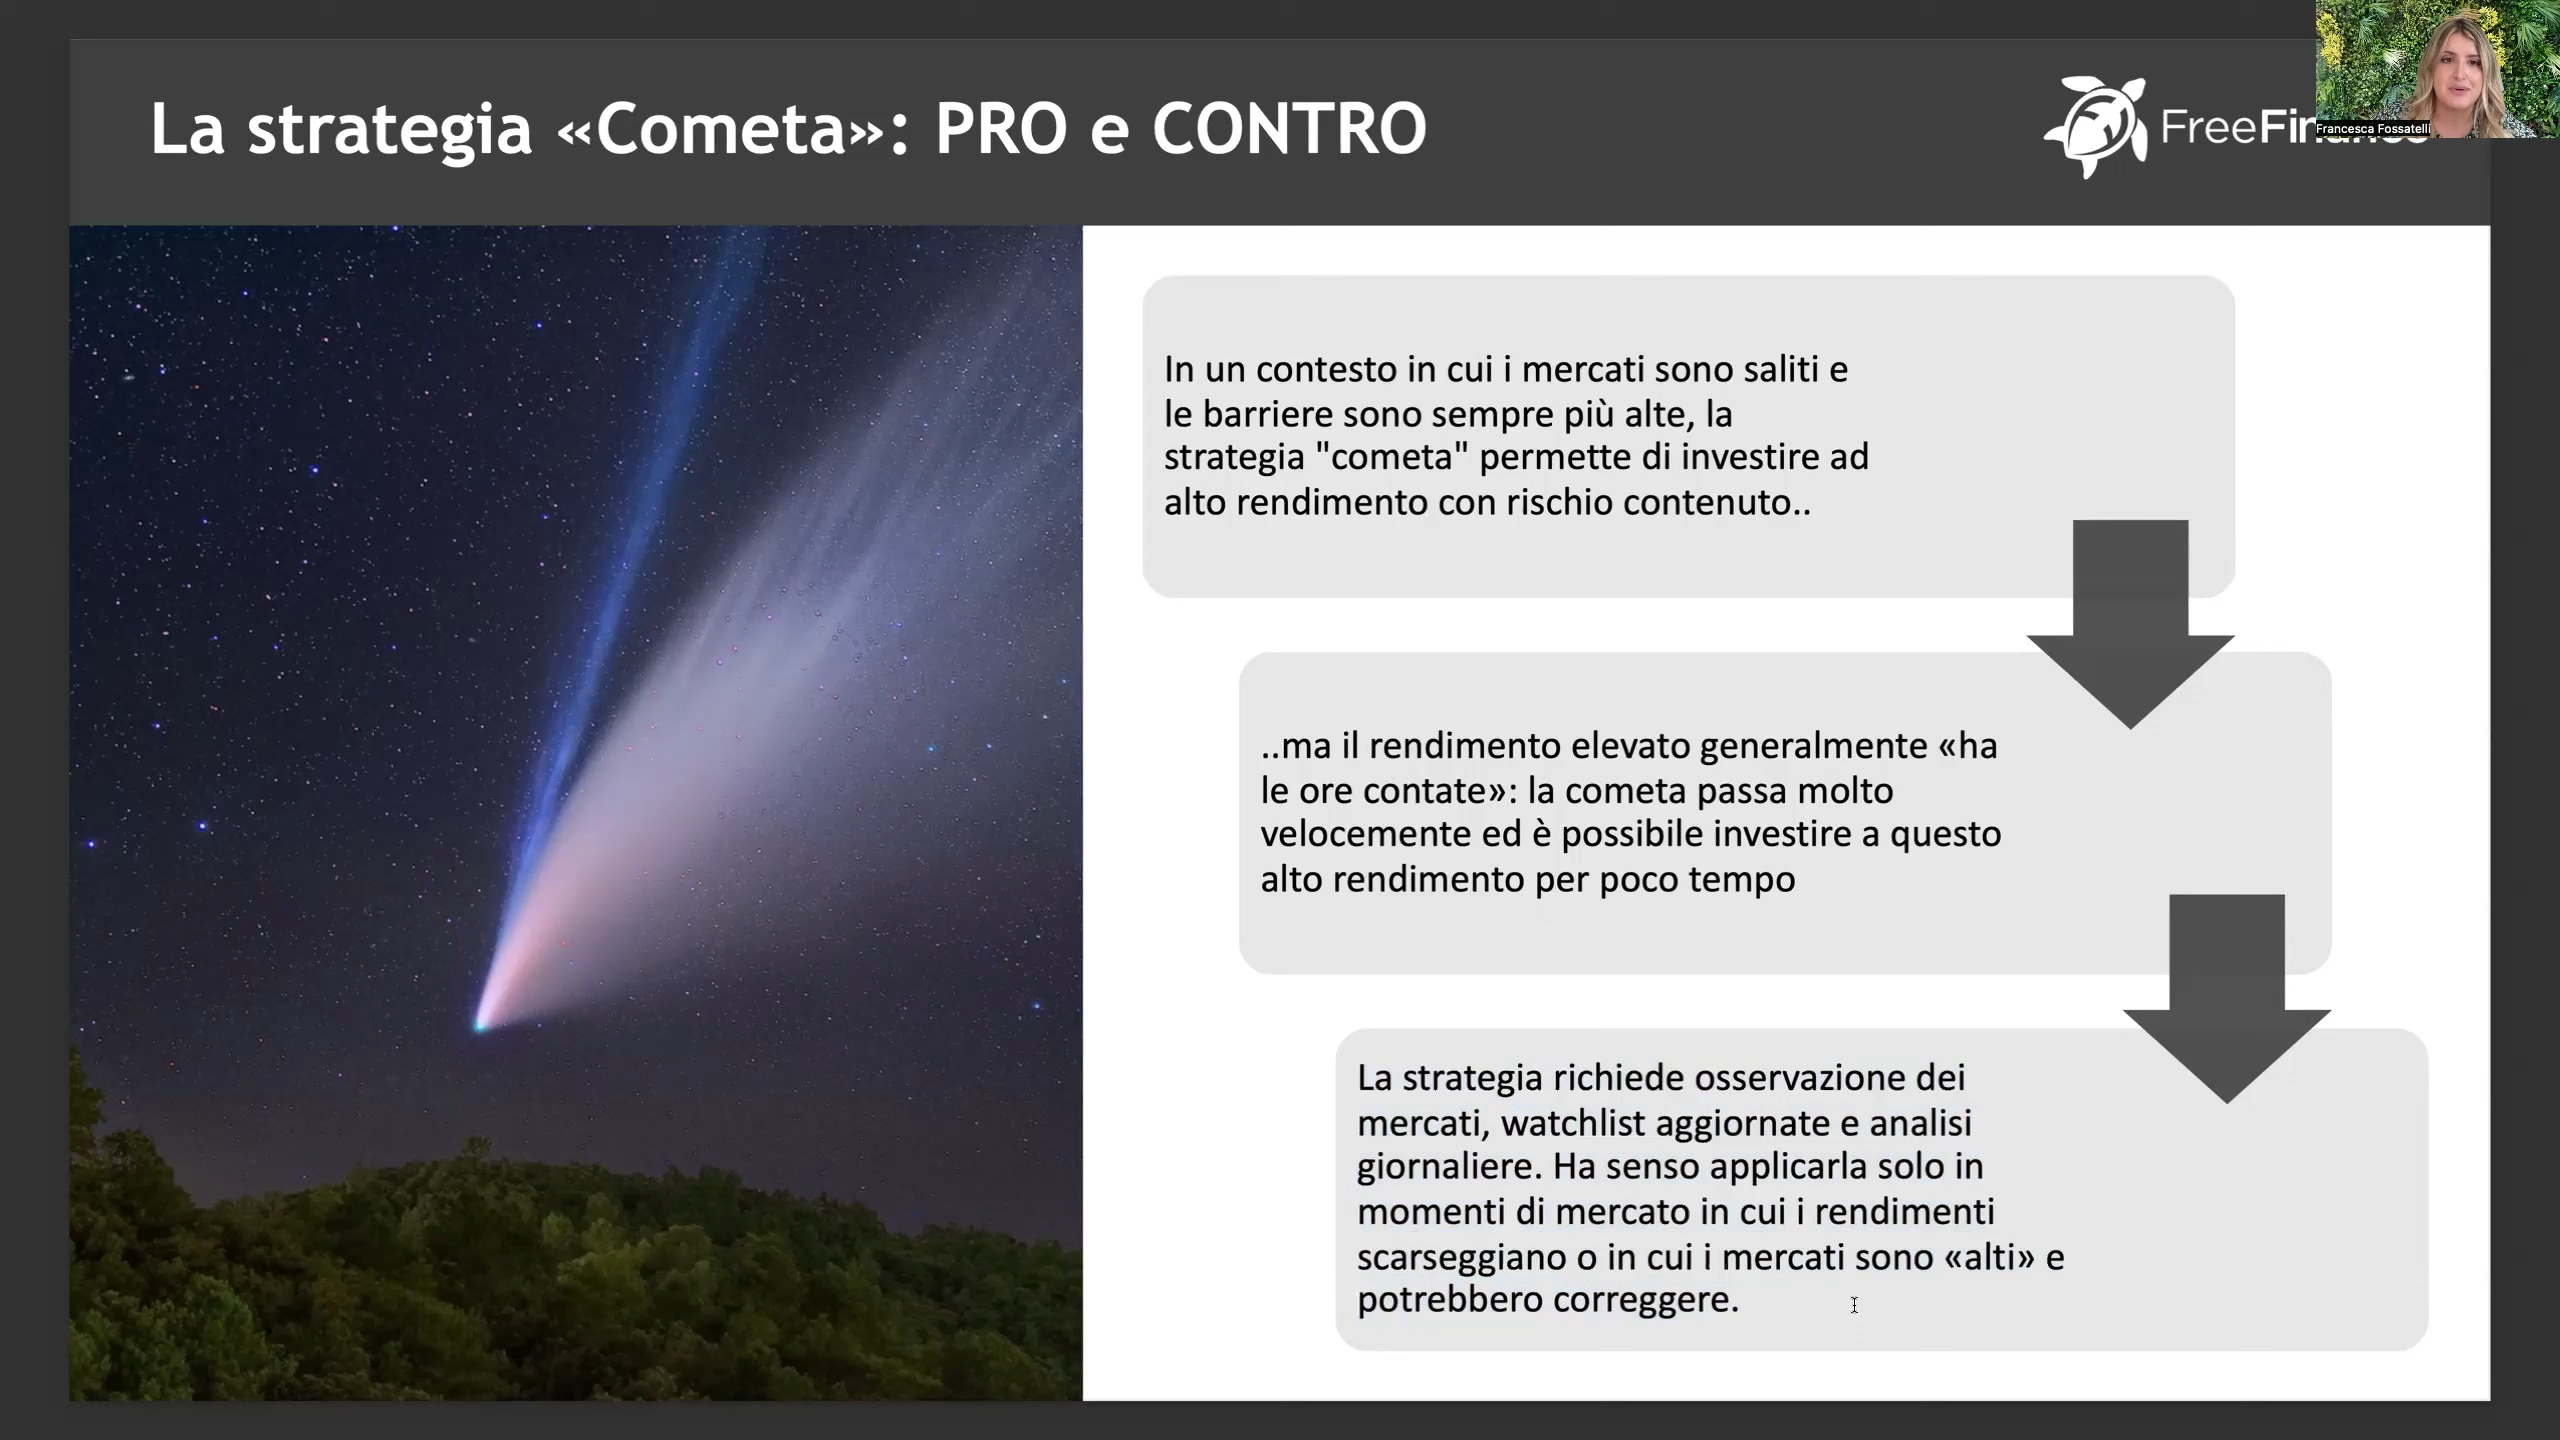 La strategia «Cometa»: PRO e CONTRO
Francesca Fossatelli
In un contesto in cui i mercati sono saliti e
le barriere sono sempre più alte, la
strategia "cometa" permette di investire ad
alto rendimento con rischio contenuto..
..ma il rendimento elevato generalmente «ha
le ore contate»: la cometa passa molto
velocemente ed è possibile investire a questo
alto rendimento per poco tempo
La strategia richiede osservazione dei
mercati, watchlist aggiornate e analisi
giornaliere. Ha senso applicarla solo in
momenti di mercato in cui i rendimenti
scarseggiano o in cui i mercati sono «alti» e
potrebbero correggere.